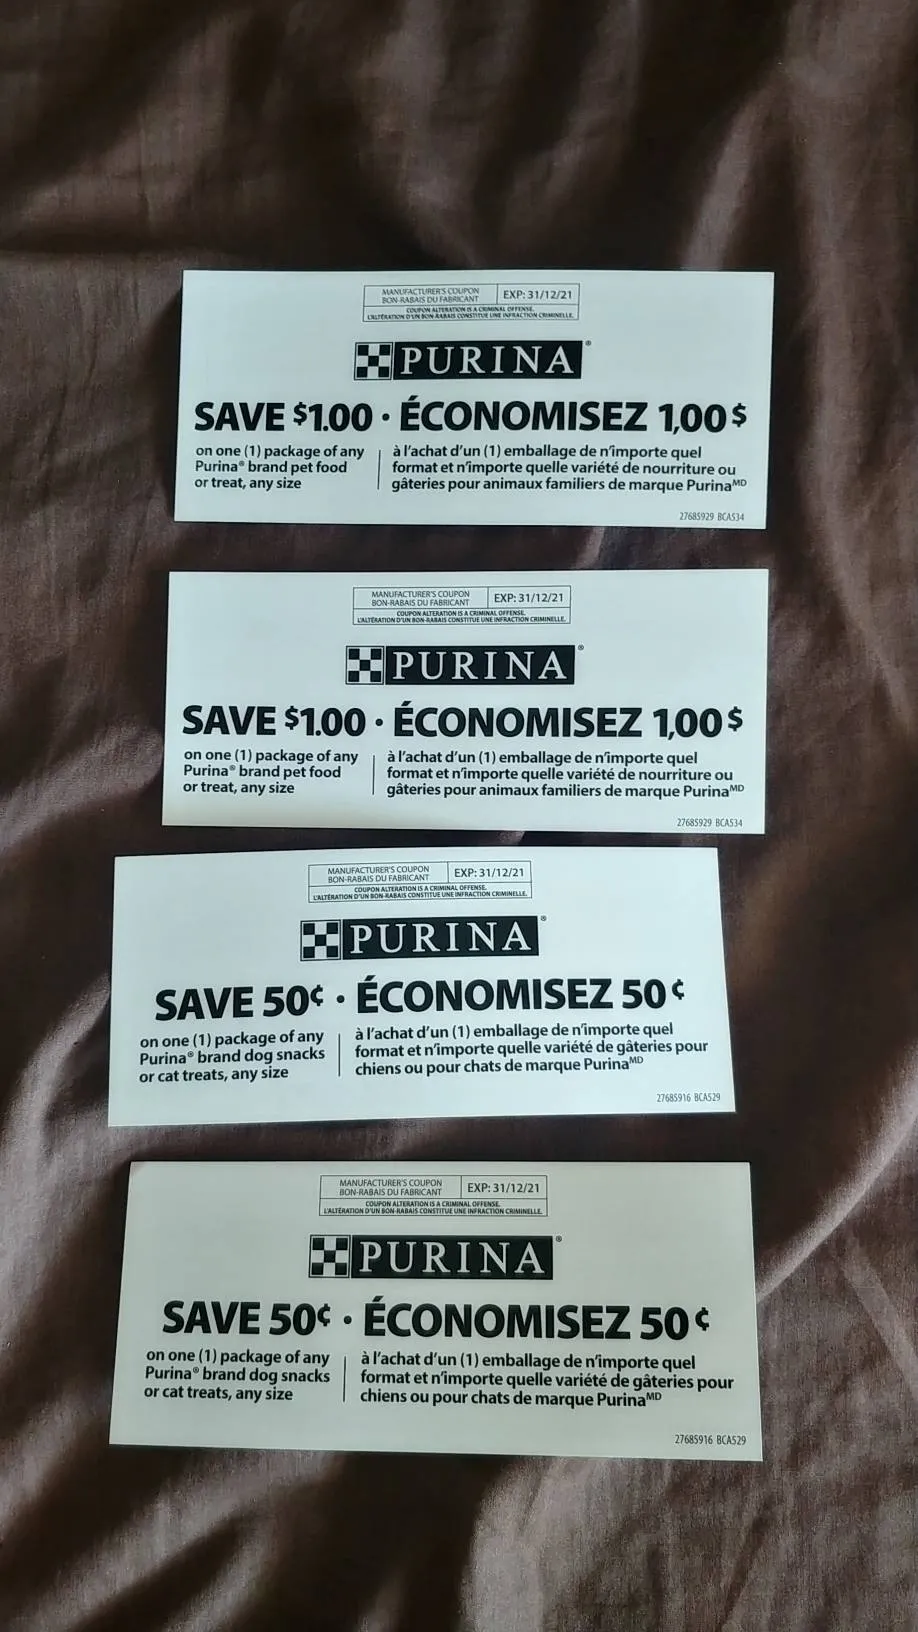 MANUFACTURER'S COUPON
BON-RABAIS DU FABRICANT
EXP: 31/12/21
COUPON ALTERATION IS A CRIMINAL OFFENSE.
L'ALTÉRATION D'UN BON-RABAIS CONSTITUE UNE INFRACTION CRIMINELLE.
PURINA®
SAVE $1.00 · ÉCONOMISEZ 1,00 $
on one (1) package of any
Purina® brand pet food
or treat, any size
à l'achat d'un (1) emballage de n'importe quel
format et n'importe quelle variété de nourriture ou
gâteries pour animaux familiers de marque Purina MD
27685929 BCA534
MANUFACTURER'S COUPON
BON-RABAIS DU FABRICANT
EXP: 31/12/21
COUPON ALTERATION IS A CRIMINAL OFFENSE.
L'ALTÉRATION D'UN BON-RABAIS CONSTITUE UNE INFRACTION CRIMINELLE.
PURINA®
SAVE $1.00 · ÉCONOMISEZ 1,00 $
on one (1) package of any
Purina® brand pet food
or treat, any size
à l'achat d'un (1) emballage de n'importe quel
format et n'importe quelle variété de nourriture ou
gâteries pour animaux familiers de marque Purina MD
27685929 BCA534
MANUFACTURER'S COUPON
BON-RABAIS DU FABRICANT
EXP: 31/12/21
COUPON ALTERATION IS A CRIMINAL OFFENSE.
L'ALTÉRATION D'UN BON-RABAIS CONSTITUE UNE INFRACTION CRIMINELLE.
PURINA®
SAVE 50¢ · ÉCONOMISEZ 50 ¢
on one (1) package of any
Purina® brand dog snacks
or cat treats, any size
à l'achat d'un (1) emballage de n'importe quel
format et n'importe quelle variété de gâteries pour
chiens ou pour chats de marque Purina MD
27685916 BCA529
MANUFACTURER'S COUPON
BON-RABAIS DU FABRICANT
EXP: 31/12/21
COUPON ALTERATION IS A CRIMINAL OFFENSE.
L'ALTÉRATION D'UN BON-RABAIS CONSTITUE UNE INFRACTION CRIMINELLE.
PURINA®
SAVE 50¢ · ÉCONOMISEZ 50 ¢
on one (1) package of any
Purina® brand dog snacks
or cat treats, any size
à l'achat d'un (1) emballage de n'importe quel
format et n'importe quelle variété de gâteries pour
chiens ou pour chats de marque Purina MD
27685916 BCA529